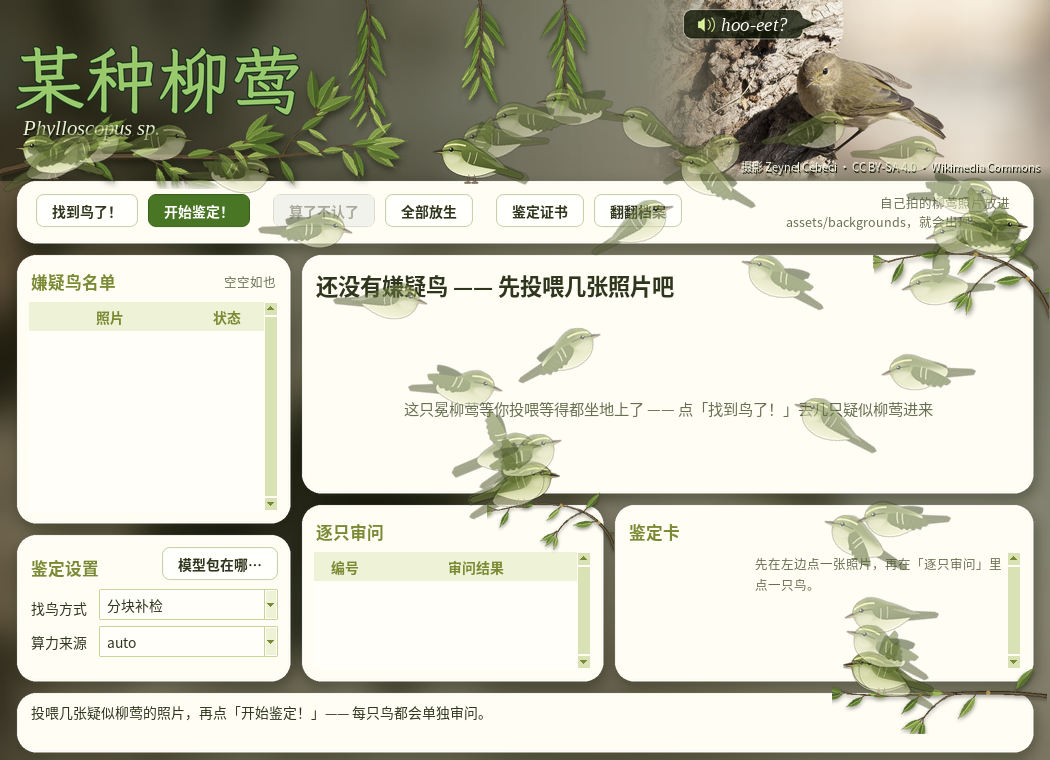 hoo-eet?
某种柳莺
Phylloscopus sp.
摄影 Zeynel Cebeci · CC BY-SA 4.0 · Wikimedia Commons
找到鸟了! 开始鉴定! 算了不认了 全部放生 鉴定证书 翻翻档案
自己拍的柳莺照片放进
assets/backgrounds，就会出现
嫌疑鸟名单 空空如也
照片 状态
还没有嫌疑鸟 —— 先投喂几张照片吧
这只冤柳莺等你投喂等得都坐地上了 —— 点「找到鸟了! 」丢几只疑似柳莺进来
鉴定设置 模型包在哪…
找鸟方式 分块补检
算力来源 auto
逐只审问
编号 审问结果
鉴定卡
先在左边点一张照片，再在「逐只审问」里
点一只鸟。
投喂几张疑似柳莺的照片，再点「开始鉴定! 」—— 每只鸟都会单独审问。